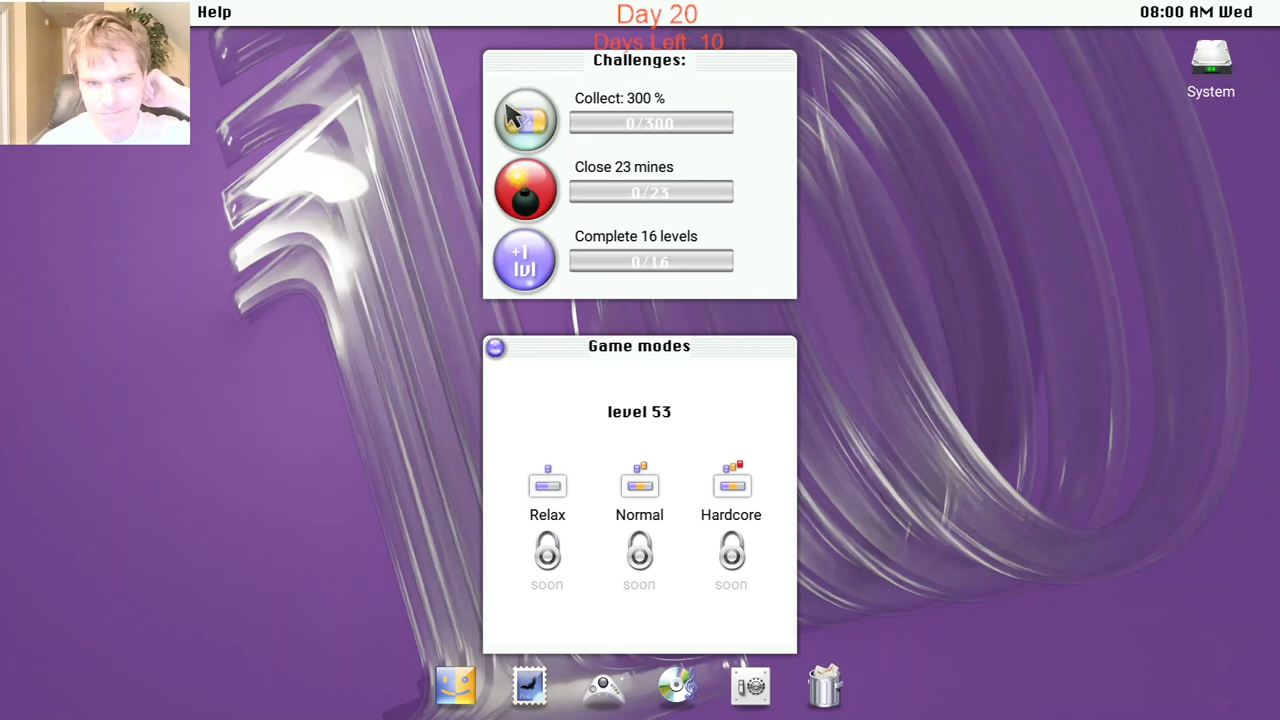 Help
Day 20
08:00 AM Wed
Days Left: 10
Challenges:
System
Collect: 300 %
0/300
Close 23 mines
0/23
Complete 16 levels
+1
lvl
0/16
Game modes
level 53
Relax
Normal
Hardcore
soon
soon
soon